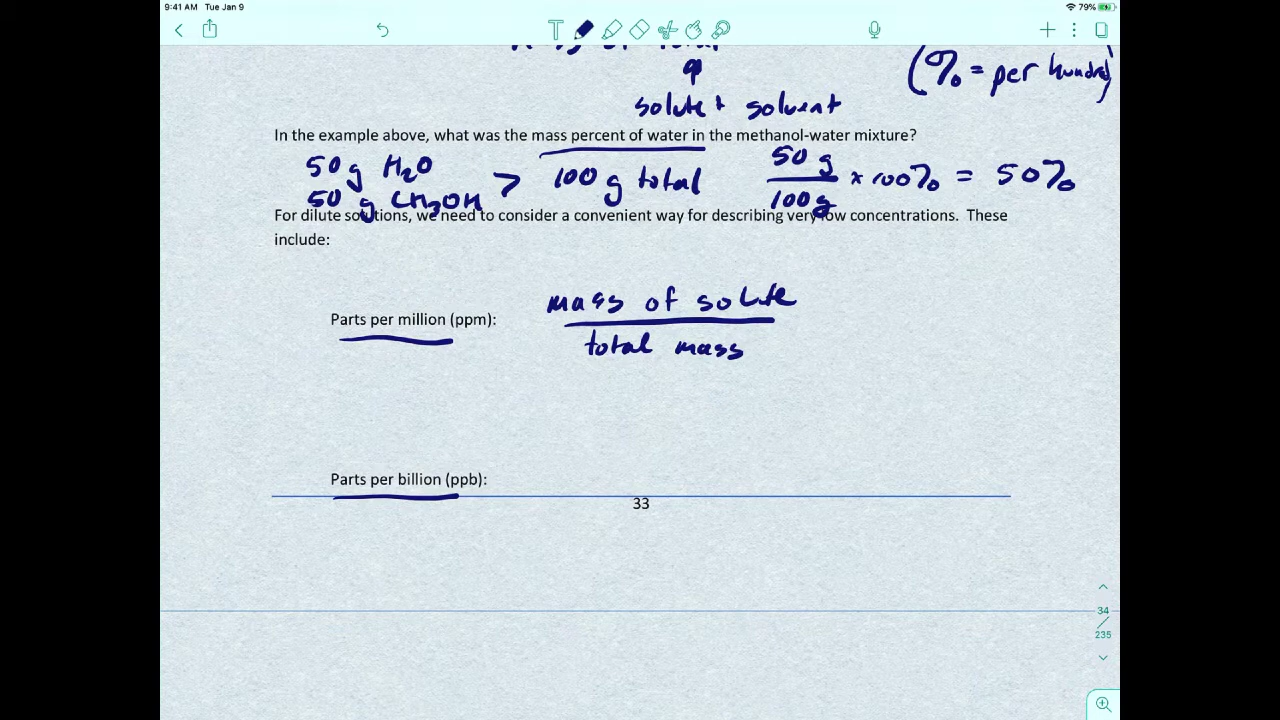 9:41 AM Tue Jan 9
79%
(% = per hundred)
solute + solvent
In the example above, what was the mass percent of water in the methanol-water mixture?
50 g H2O
50 g CH3OH > 100 g total 50 g / 100 g x 100% = 50%
For dilute solutions, we need to consider a convenient way for describing very low concentrations. These
include:
mass of solute
Parts per million (ppm):
total mass
Parts per billion (ppb):
33
34
235